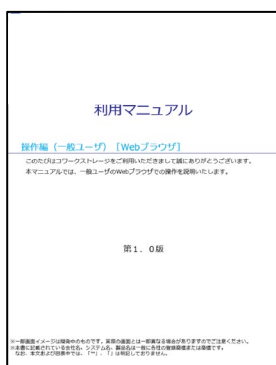 利用マニュアル
操作編（一般ユーザ）［Webブラウザ］
このたびはコワークストレージをご利用いただきまして誠にありがとうございます。
本マニュアルでは、一般ユーザのWebブラウザでの操作を説明いたします。
第１．０版
※一部画面イメージは開発中のものです。実際の画面とは一部異なる場合がありますのでご注意ください。
※本書に記載されている会社名、システム名、製品名は一般に各社の登録商標または商標です。
なお、本文および図表中では、「™」、「」は明記しておりません。